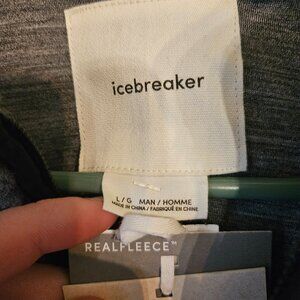 icebreaker
L/G MAN / HOMME
MADE IN CHINA / FABRIQUÉ EN CHINE
REALFLEECE™